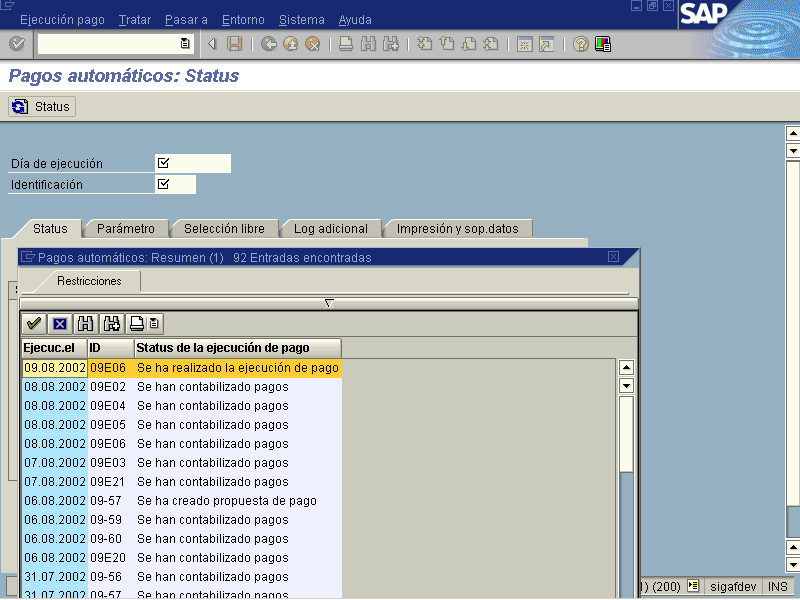 Ejecución pago Tratar Pasar a Entorno Sistema Ayuda
SAP
Pagos automáticos: Status
Status
Día de ejecución
Identificación
Status Parámetro Selección libre Log adicional Impresión y sop.datos
Pagos automáticos: Resumen (1) 92 Entradas encontradas
Restricciones
Ejecuc.el ID Status de la ejecución de pago
09.08.2002 09E06 Se ha realizado la ejecución de pago
08.08.2002 09E02 Se han contabilizado pagos
08.08.2002 09E04 Se han contabilizado pagos
08.08.2002 09E05 Se han contabilizado pagos
08.08.2002 09E06 Se han contabilizado pagos
07.08.2002 09E03 Se han contabilizado pagos
07.08.2002 09E21 Se han contabilizado pagos
06.08.2002 09-57 Se ha creado propuesta de pago
06.08.2002 09-59 Se han contabilizado pagos
06.08.2002 09-60 Se han contabilizado pagos
06.08.2002 09E20 Se han contabilizado pagos
31.07.2002 09-56 Se han contabilizado pagos
31.07.2002 09-57 Se han contabilizado pagos
) (200) sigafdev INS